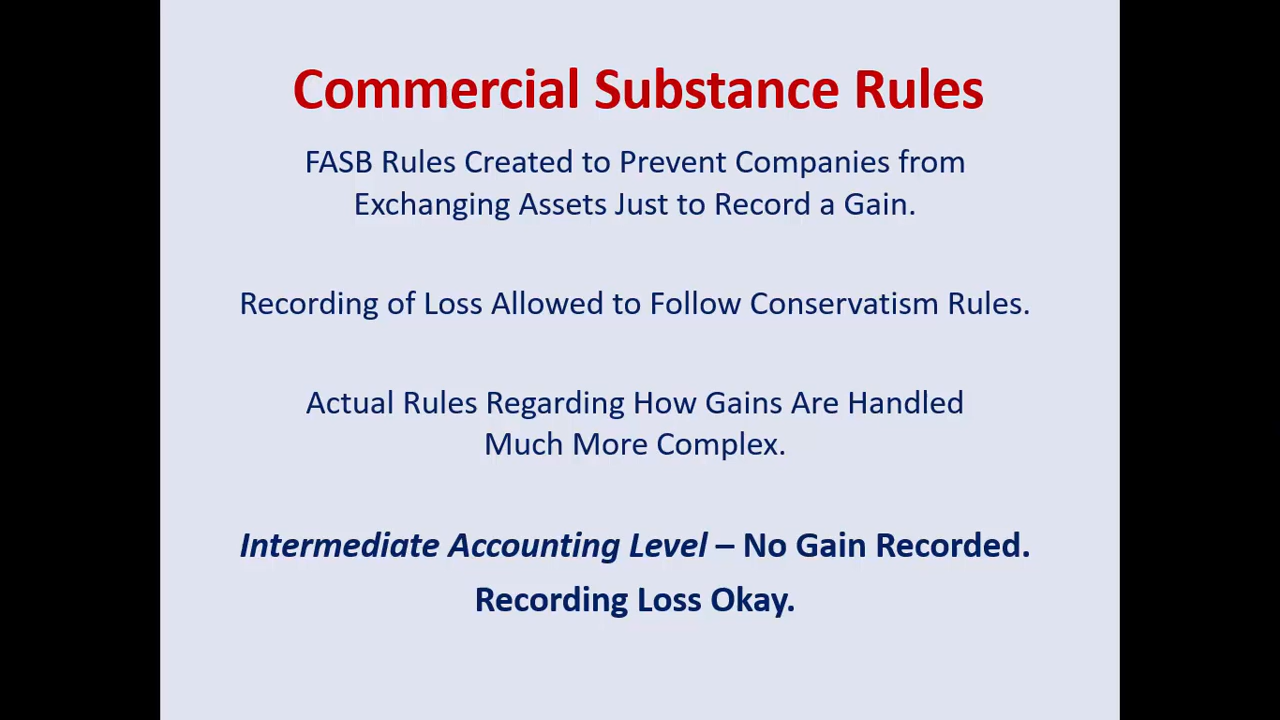 Commercial Substance Rules
FASB Rules Created to Prevent Companies from
Exchanging Assets Just to Record a Gain.
Recording of Loss Allowed to Follow Conservatism Rules.
Actual Rules Regarding How Gains Are Handled
Much More Complex.
Intermediate Accounting Level – No Gain Recorded.
Recording Loss Okay.